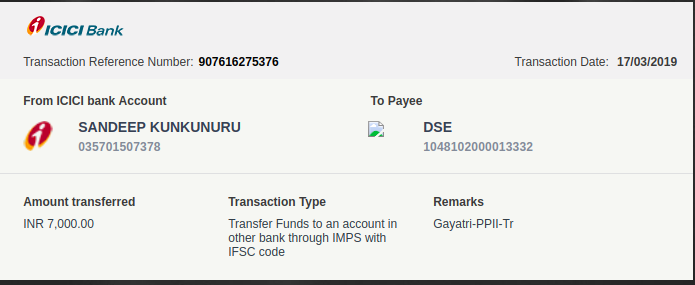 ICICI Bank
Transaction Reference Number: 907616275376
Transaction Date: 17/03/2019
From ICICI bank Account
To Payee
SANDEEP KUNKUNURU
035701507378
DSE
1048102000013332
Amount transferred
INR 7,000.00
Transaction Type
Transfer Funds to an account in
other bank through IMPS with
IFSC code
Remarks
Gayatri-PPII-Tr